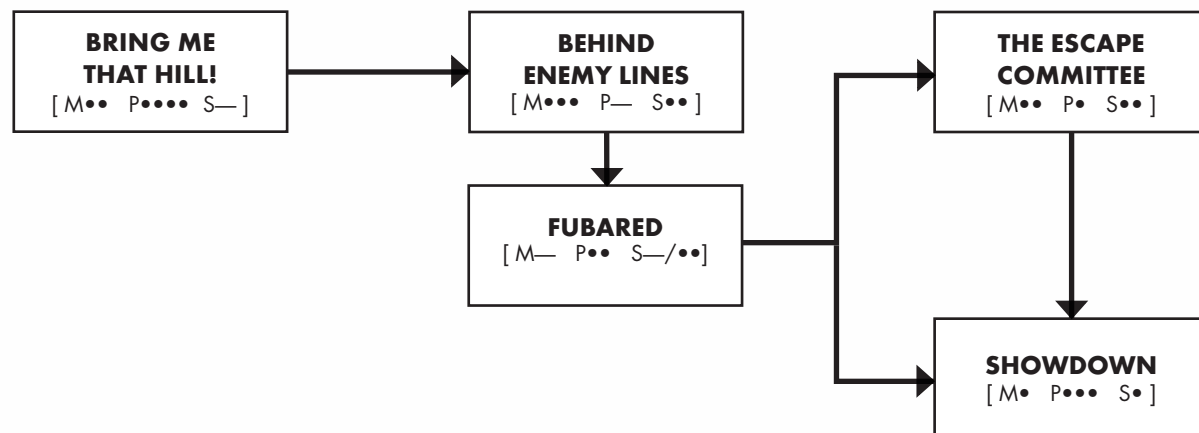 BRING ME
THAT HILL!
[ M•• P•••• S— ]
BEHIND
ENEMY LINES
[ M••• P— S•• ]
THE ESCAPE
COMMITTEE
[ M•• P• S•• ]
FUBARED
[ M— P•• S—/•• ]
SHOWDOWN
[ M• P••• S• ]